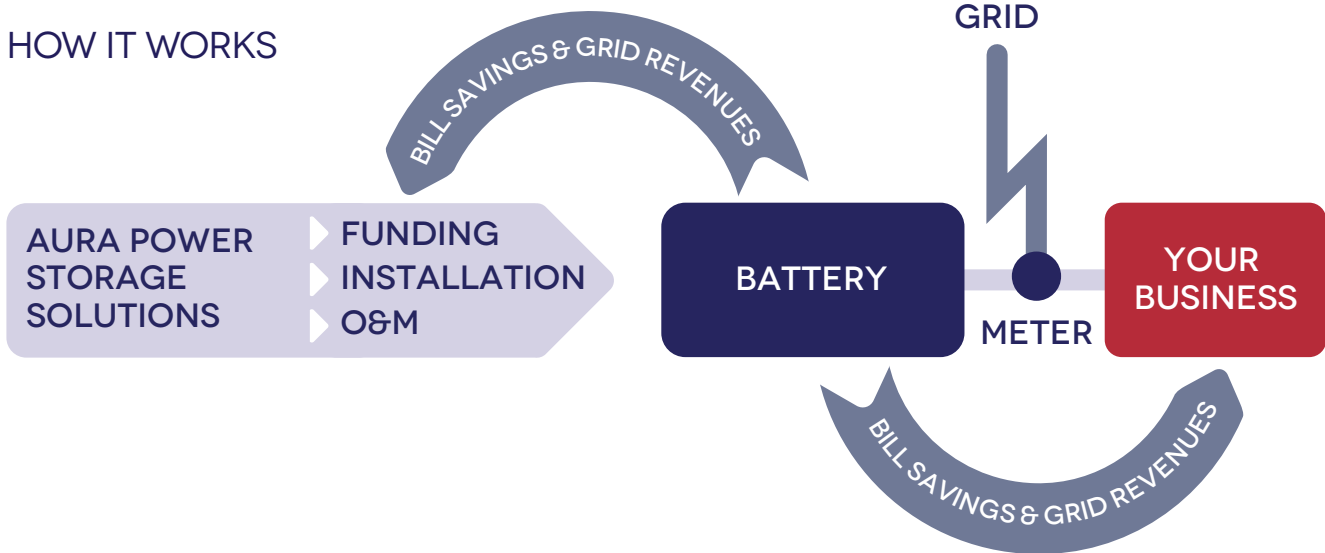 HOW IT WORKS
BILL SAVINGS & GRID REVENUES
GRID
AURA POWER
STORAGE
SOLUTIONS
FUNDING
INSTALLATION
O&M
BATTERY
METER
YOUR
BUSINESS
BILL SAVINGS & GRID REVENUES